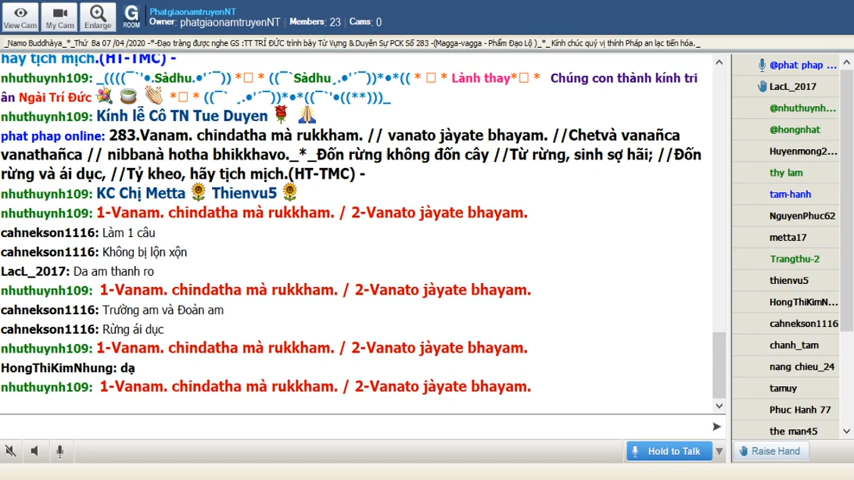 View Cam
My Cam
Enlarge
G
ROOM
PhatgiaonamtruyenNT
Owner: phatgiaonamtruyenNT | Members: 23 | Cams: 0
_Namo Buddhàya_*_Thứ Ba 07 /04 /2020 -*-Đạo tràng được nghe GS :TT TRÍ ĐỨC trình bày Từ Vựng & Duyên Sự PCK Số 283 -(Magga-vagga - Phẩm Đạo Lộ )_*_ Kính chúc quý vị thính Pháp an lạc tiến hóa._
hãy tịch mịch.(HT-TMC) -
nhuthuynh109: _((((¯`'•.Sàdhu.•'´¯)) *□ * ((¯`Sàdhu¸.•'´¯))*•*(( * □ * Lành thay*□ * Chúng con thành kính tri
ân Ngài Trí Đức *□ * ((¯` ¸.•'´¯))*•*((¯`'•((**)))_
nhuthuynh109: Kính lễ Cô TN Tue Duyen
phat phap online: 283.Vanam. chindatha mà rukkham. // vanato jàyate bhayam. //Chetvà vanañca
vanathañca // nibbanà hotha bhikkhavo._*_Đốn rừng không đốn cây //Từ rừng, sinh sợ hãi; //Đốn
rừng và ái dục, //Tỷ kheo, hãy tịch mịch.(HT-TMC) -
nhuthuynh109: KC Chị Metta Thienvu5
nhuthuynh109: 1-Vanam. chindatha mà rukkham. / 2-Vanato jàyate bhayam.
cahnekson1116: Làm 1 câu
cahnekson1116: Không bị lộn xộn
LacL_2017: Da am thanh ro
nhuthuynh109: 1-Vanam. chindatha mà rukkham. / 2-Vanato jàyate bhayam.
cahnekson1116: Trường am và Đoản am
cahnekson1116: Rừng ái dục
nhuthuynh109: 1-Vanam. chindatha mà rukkham. / 2-Vanato jàyate bhayam.
HongThiKimNhung: dạ
nhuthuynh109: 1-Vanam. chindatha mà rukkham. / 2-Vanato jàyate bhayam.
@phat phap ...
LacL_2017
@nhuthuynh...
@hongnhat
Huyenmong2...
thy lam
tam-hanh
NguyenPhuc62
metta17
Trangthu-2
thienvu5
HongThiKimN...
cahnekson1116
chanh_tam
nang chieu_24
tamuy
Phuc Hanh 77
the man45
Hold to Talk
Raise Hand